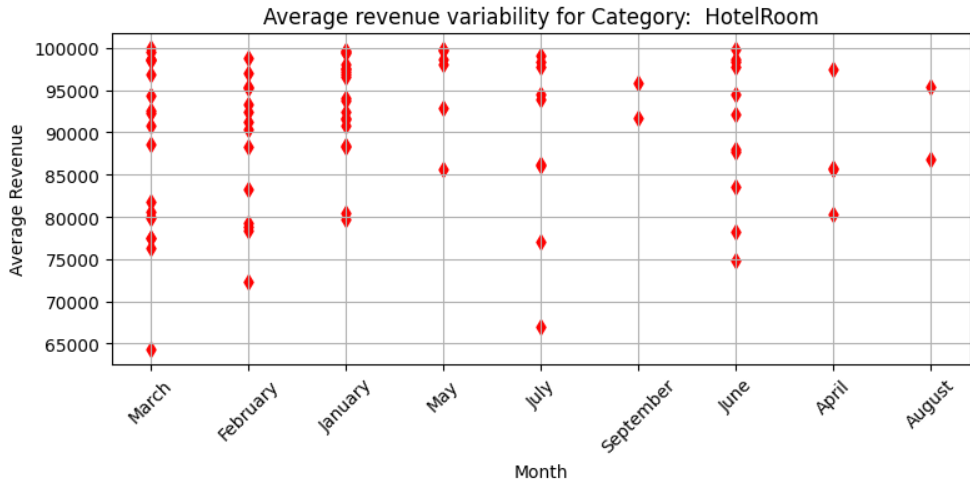 Average revenue variability for Category:  HotelRoom
Average Revenue
100000
95000
90000
85000
80000
75000
70000
65000
March
February
January
May
July
September
June
April
August
Month